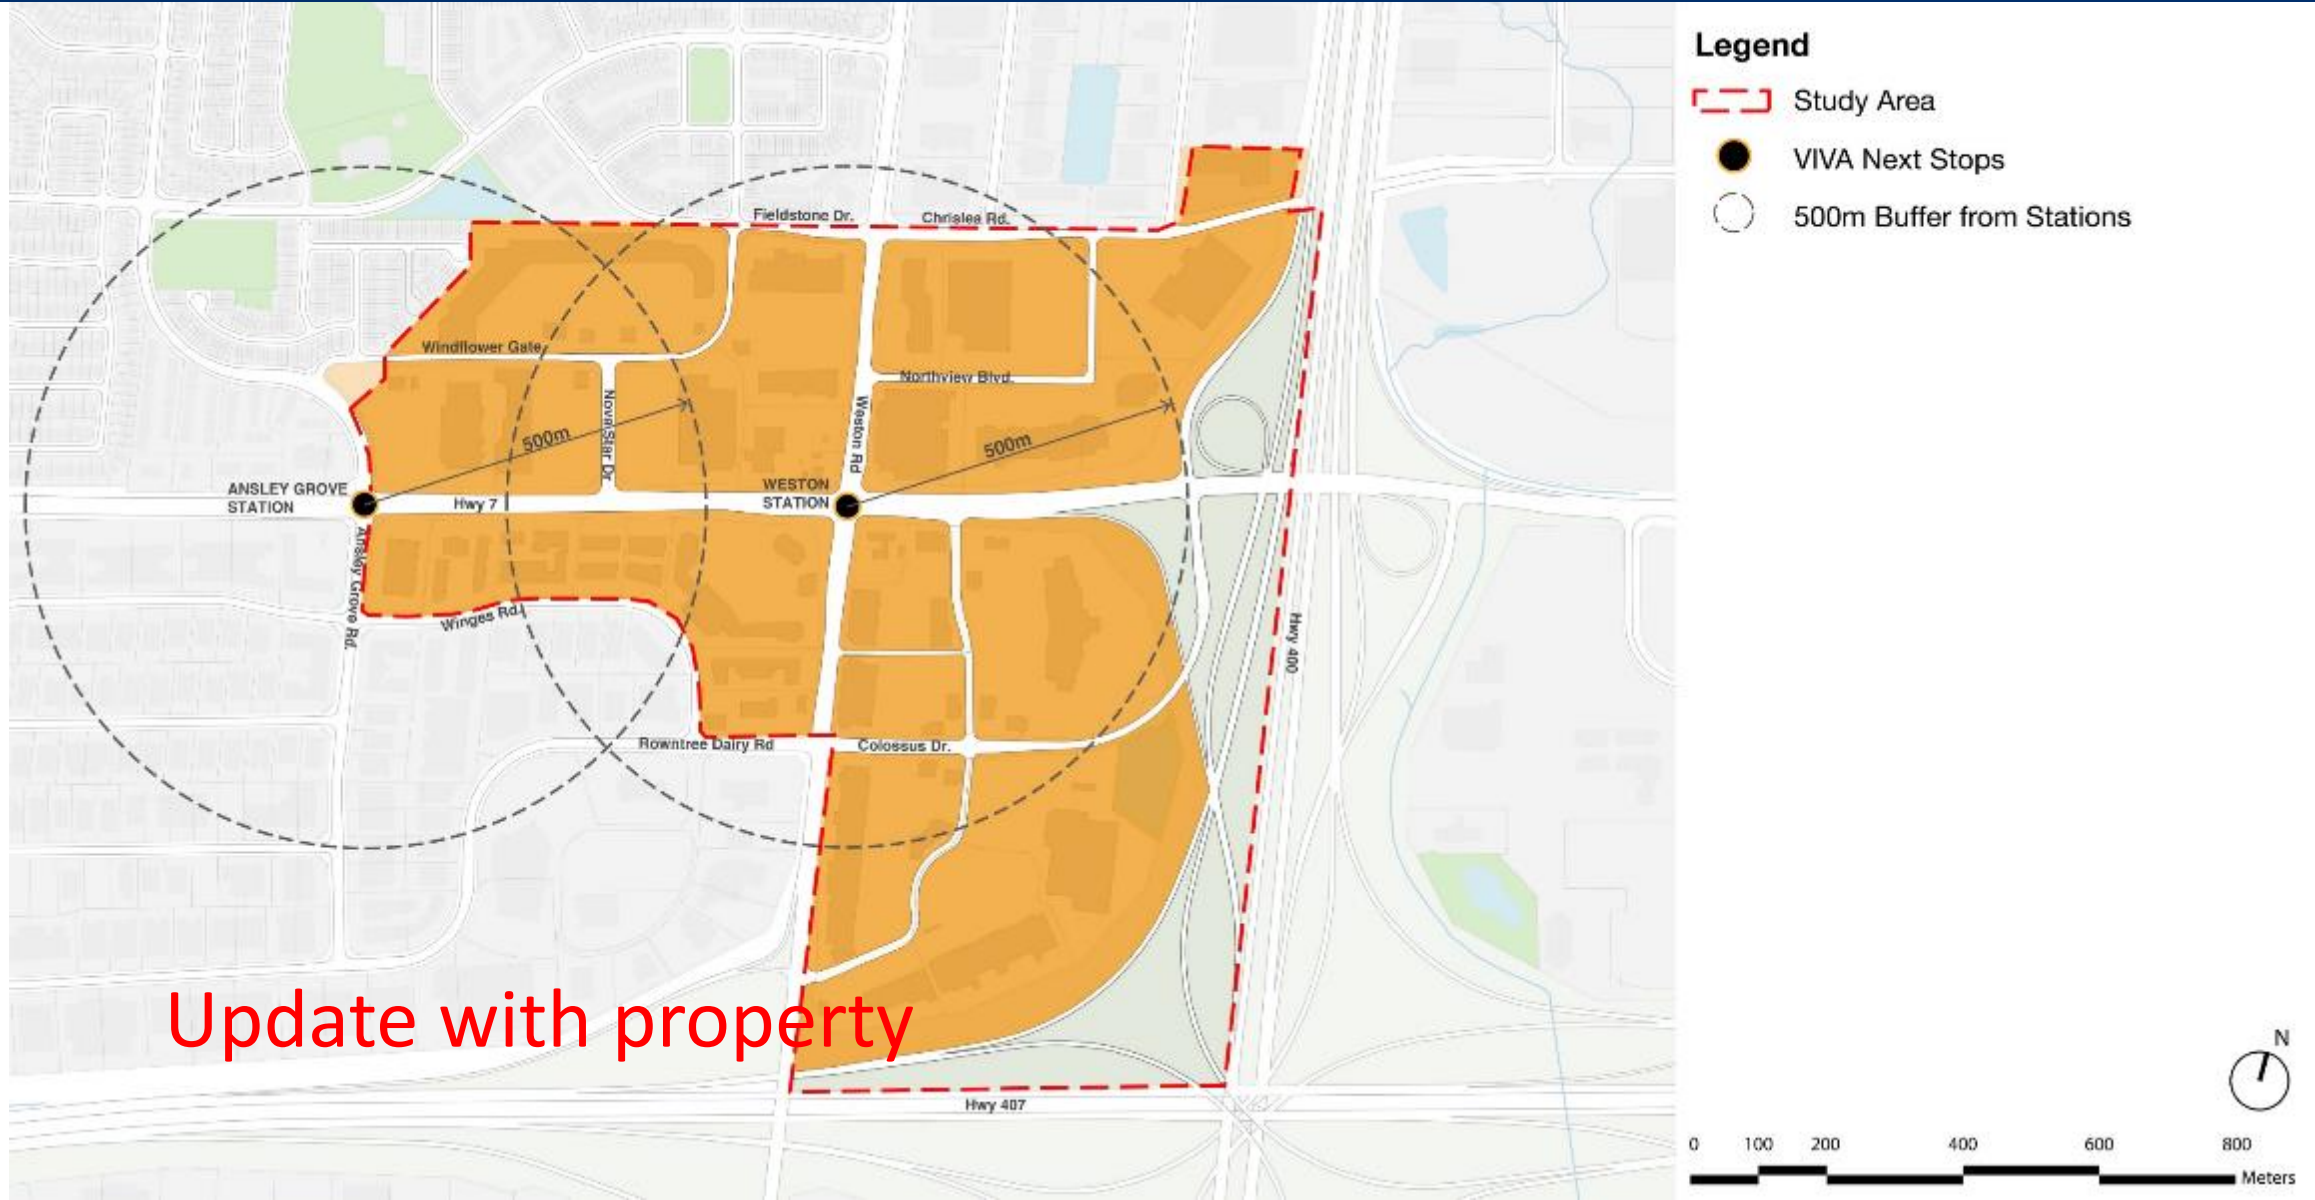 Legend
Study Area
VIVA Next Stops
500m Buffer from Stations
Fieldstone Dr.
Chrislea Rd.
Windflower Gate
Northview Blvd.
Nova Star Dr
Weston Rd
500m
500m
ANSLEY GROVE
STATION
Hwy 7
WESTON
STATION
Ansley Grove Rd.
Winges Rd.
Hwy 400
Rowntree Dairy Rd
Colossus Dr.
Update with property
Hwy 407
N
0 100 200 400 600 800
Meters